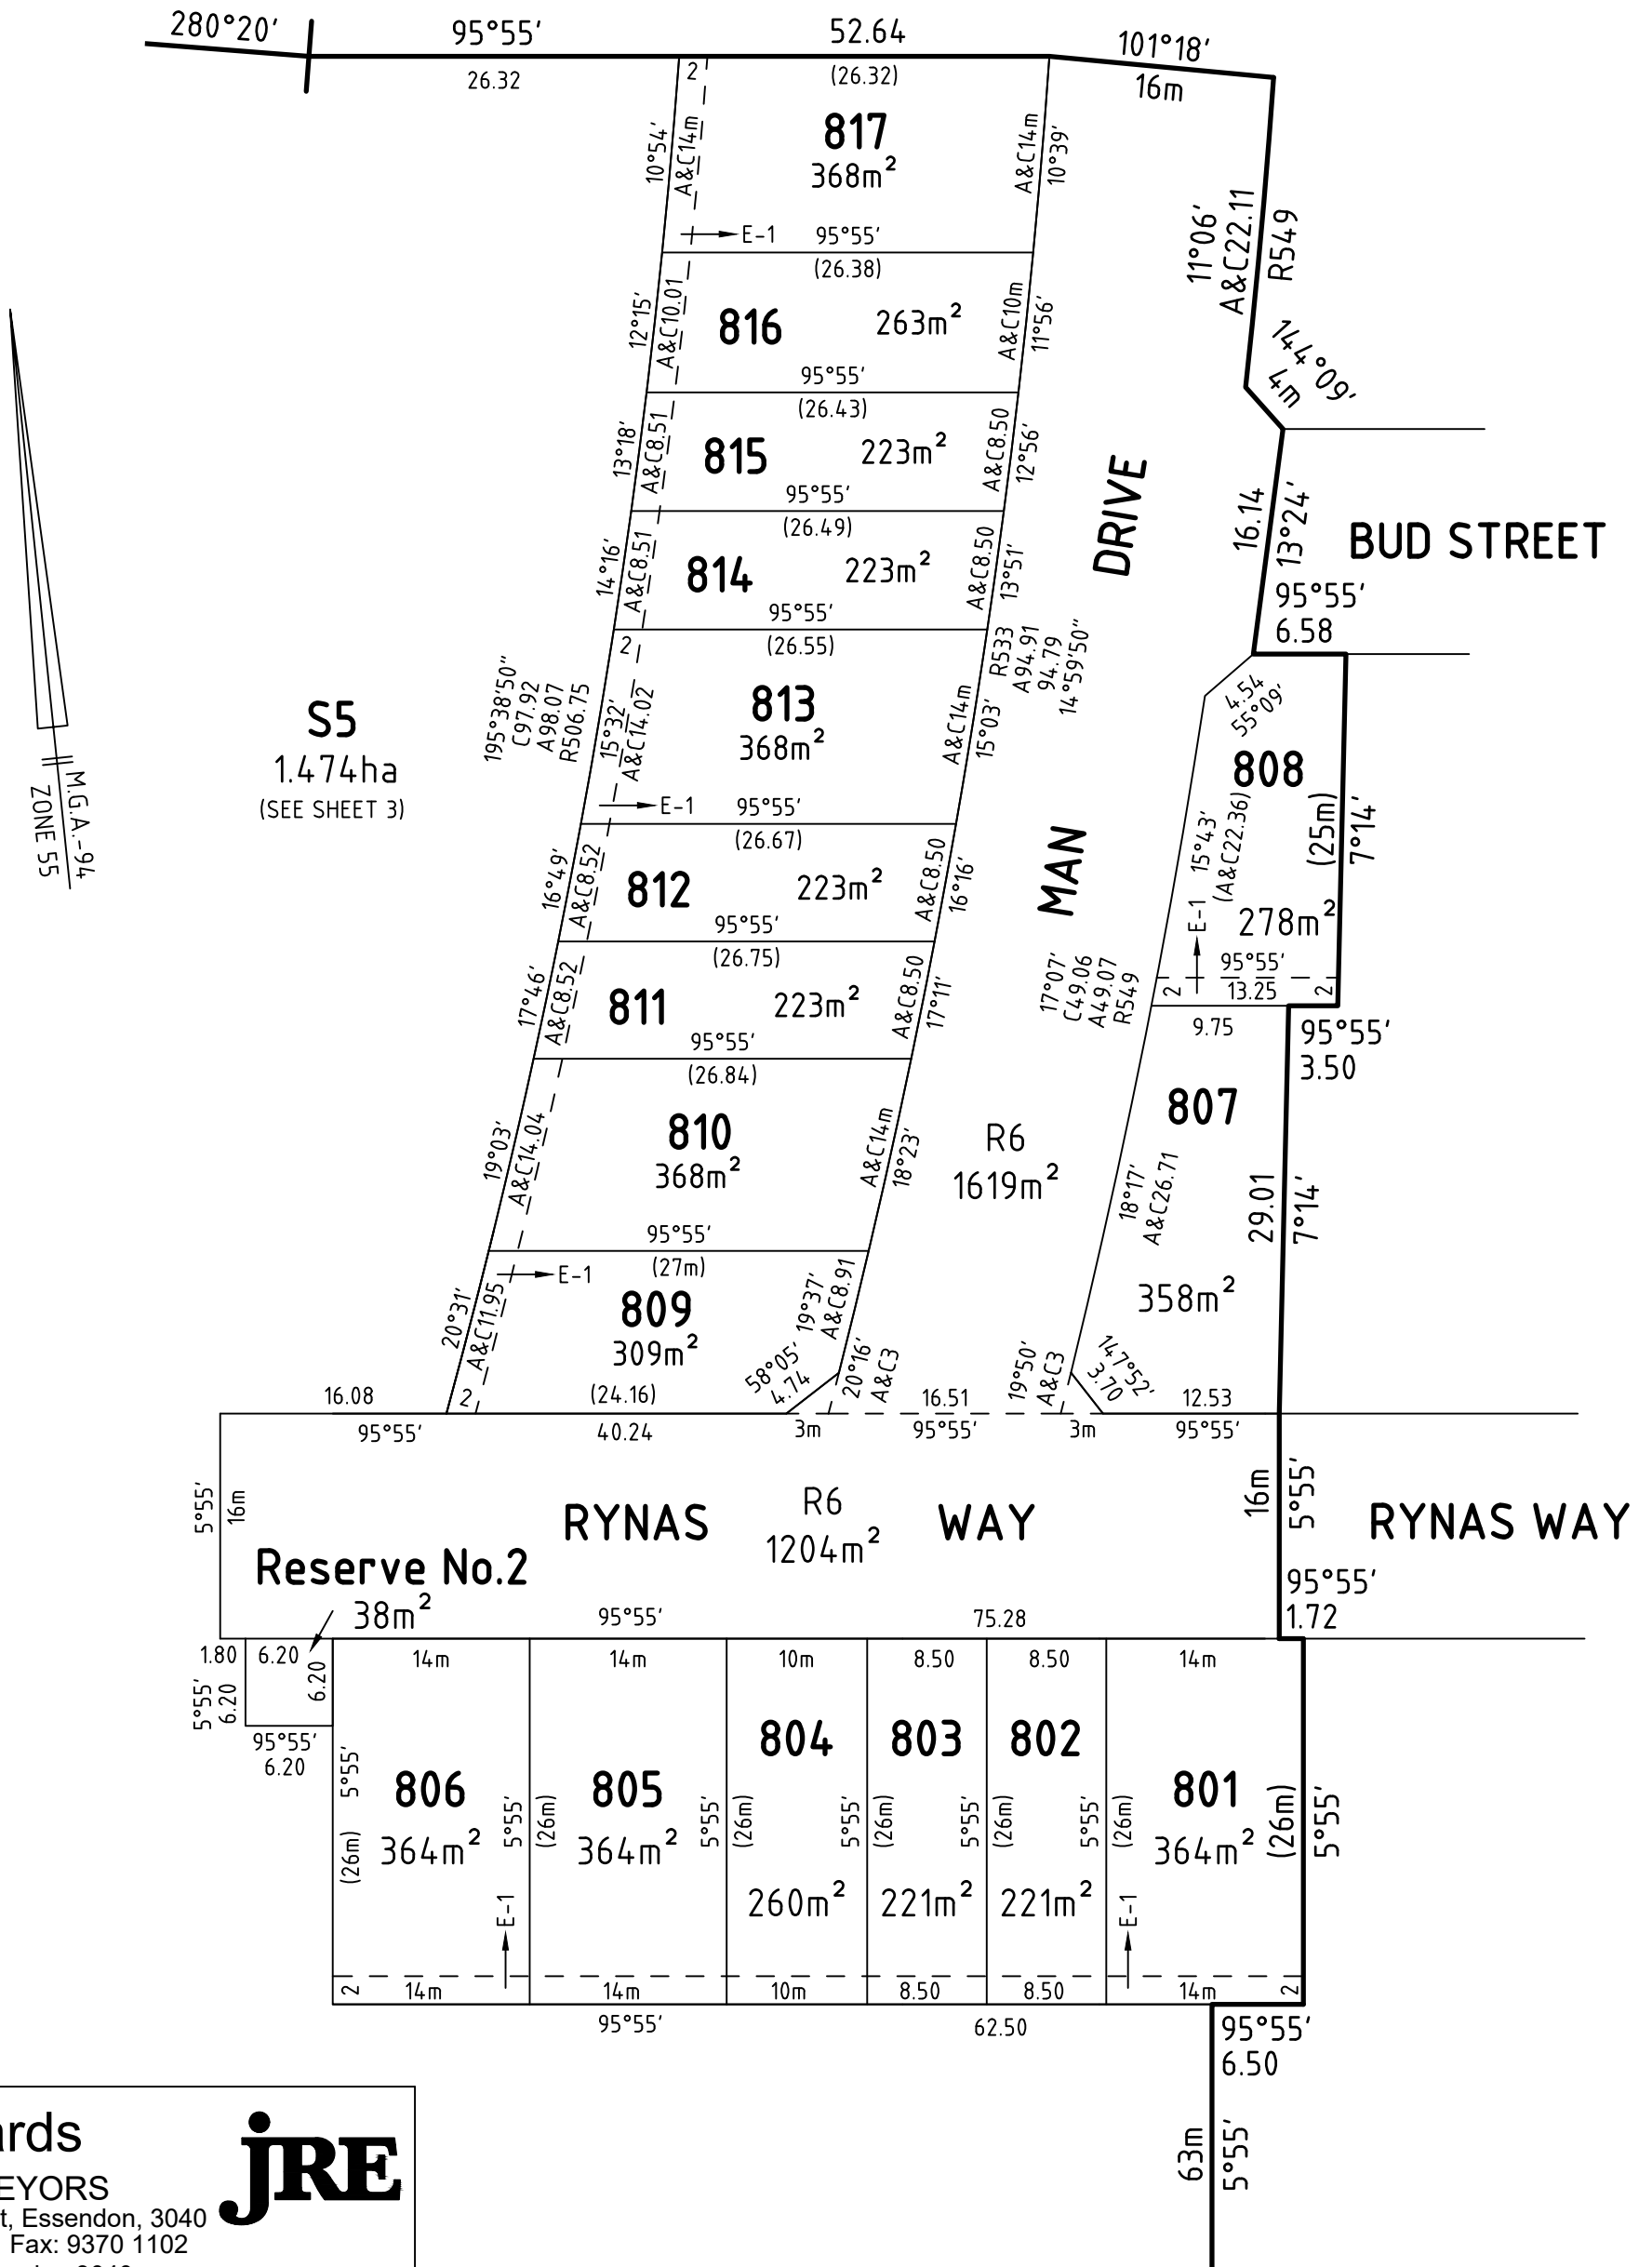 280°20'
95°55'
52.64
101°18'
26.32
2
(26.32)
16m
817
368m²
10°54'
A&C14m
A&C14m
10°39'
E-1
95°55'
(26.38)
11°06'
A&C22.11
R549
12°15'
A&C10.01
816
263m²
A&C10m
11°56'
144°09'
4m
95°55'
(26.43)
13°18'
A&C8.51
815
223m²
A&C8.50
12°56'
95°55'
(26.49)
14°16'
A&C8.51
814
223m²
A&C8.50
13°51'
DRIVE
16.14
13°24'
BUD STREET
95°55'
6.58
95°55'
(26.55)
2
195°38'50"
C97.92
A98.07
R506.75
15°32'
A&C14.02
813
368m²
A&C14m
15°03'
R533
A94.91
94.79
14°59'50"
4.54
55°09'
S5
1.474ha
(SEE SHEET 3)
M.G.A.-94
ZONE 55
808
15°43'
(A&C22.36)
(25m)
7°14'
E-1
278m²
E-1
95°55'
(26.67)
16°49'
A&C8.52
812
223m²
A&C8.50
16°16'
MAN
95°55'
(26.75)
17°46'
A&C8.52
811
223m²
A&C8.50
17°11'
17°07'
C49.06
A49.07
R549
95°55'
2
13.25
2
9.75
95°55'
3.50
95°55'
(26.84)
19°03'
A&C14.04
810
368m²
A&C14m
18°23'
R6
1619m²
807
18°17'
A&C26.71
29.01
7°14'
358m²
95°55'
(27m)
E-1
20°31'
A&C11.95
809
309m²
19°37'
A&C8.91
58°05'
4.74
20°16'
A&C3
19°50'
A&C3
147°52'
3.70
16.08
2
(24.16)
16.51
12.53
95°55'
40.24
3m
95°55'
3m
95°55'
5°55'
16m
RYNAS
R6
1204m²
WAY
16m
5°55'
RYNAS WAY
Reserve No.2
38m²
95°55'
75.28
95°55'
1.72
1.80
6.20
14m
14m
10m
8.50
8.50
14m
5°55'
6.20
6.20
95°55'
6.20
806
364m²
805
364m²
804
260m²
803
221m²
802
221m²
801
364m²
5°55'
(26m)
5°55'
(26m)
5°55'
(26m)
5°55'
(26m)
5°55'
(26m)
5°55'
(26m)
(26m)
5°55'
E-1
E-1
2
14m
14m
10m
8.50
8.50
14m
2
95°55'
62.50
95°55'
6.50
63m
5°55'
ards
EYORS
t, Essendon, 3040
Fax: 9370 1102
jRE